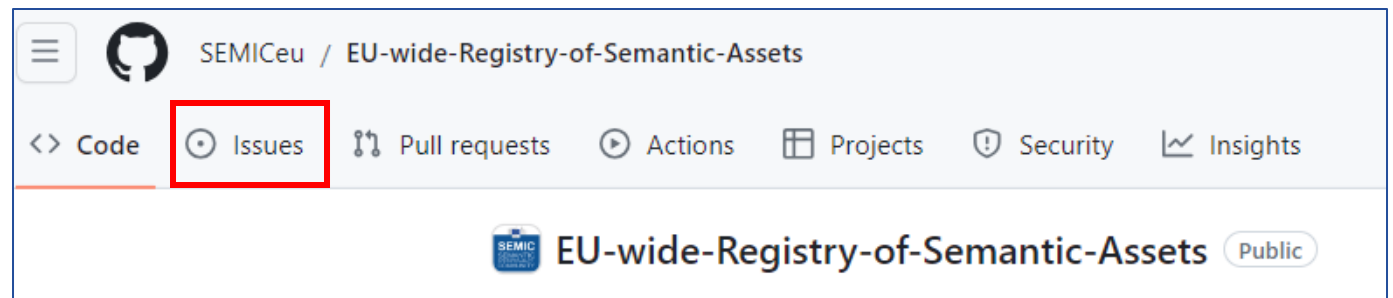 SEMICeu / EU-wide-Registry-of-Semantic-Assets
<> Code Issues Pull requests Actions Projects Security Insights
SEMIC EU-wide-Registry-of-Semantic-Assets Public